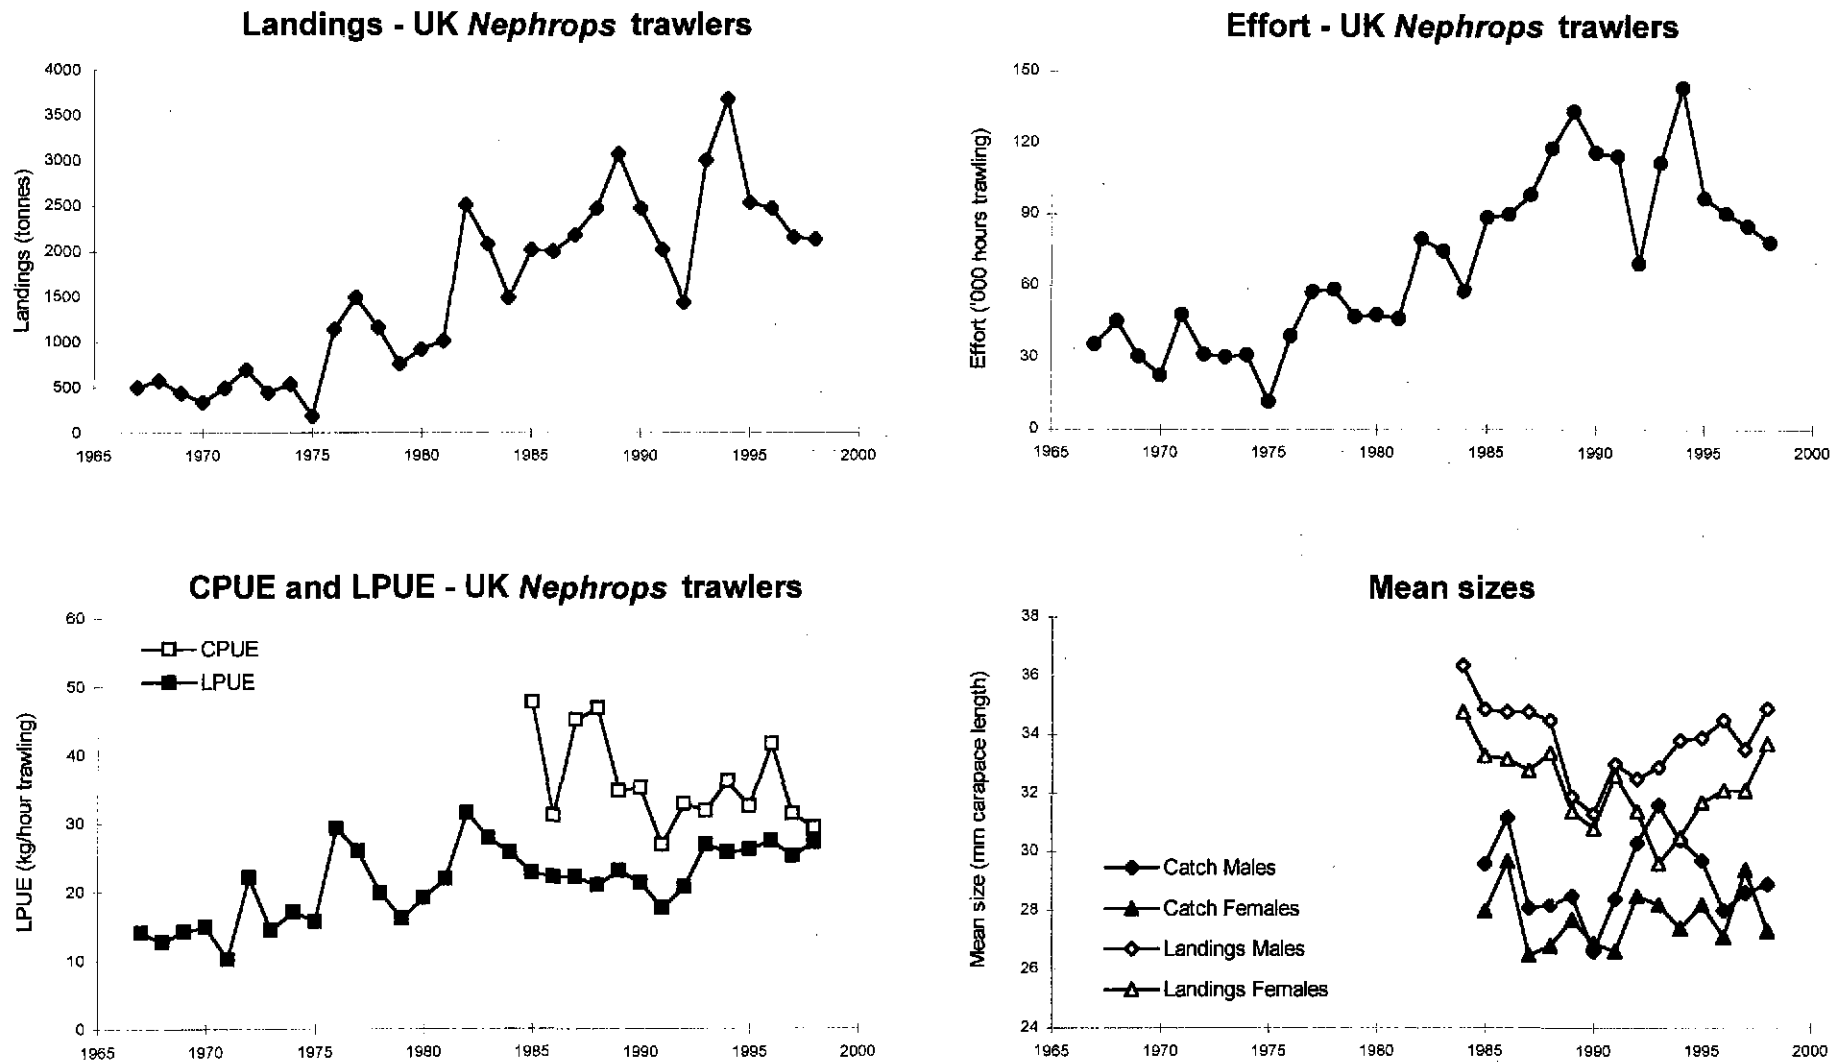 Landings - UK Nephrops trawlers
Landings (tonnes)
4000
3500
3000
2500
2000
1500
1000
500
0
1965 1970 1975 1980 1985 1990 1995 2000
Effort - UK Nephrops trawlers
Effort ('000 hours trawling)
150
120
90
60
30
0
1965 1970 1975 1980 1985 1990 1995 2000
CPUE and LPUE - UK Nephrops trawlers
LPUE (kg/hour trawling)
60
50
40
30
20
10
0
CPUE
LPUE
1965 1970 1975 1980 1985 1990 1995 2000
Mean sizes
Mean size (mm carapace length)
38
36
34
32
30
28
26
24
Catch Males
Catch Females
Landings Males
Landings Females
1965 1970 1975 1980 1985 1990 1995 2000